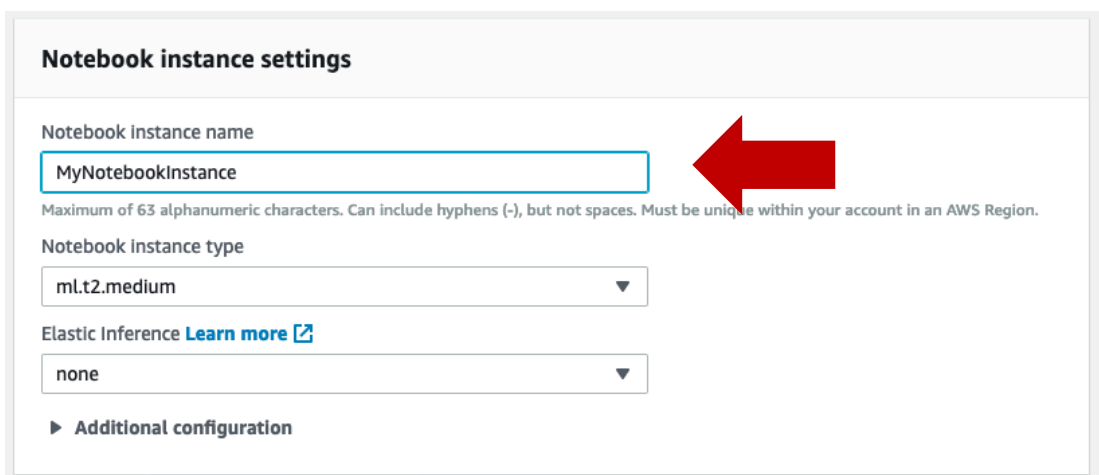 Notebook instance settings
Notebook instance name
MyNotebookInstance
Maximum of 63 alphanumeric characters. Can include hyphens (-), but not spaces. Must be unique within your account in an AWS Region.
Notebook instance type
ml.t2.medium
Elastic Inference Learn more
none
Additional configuration